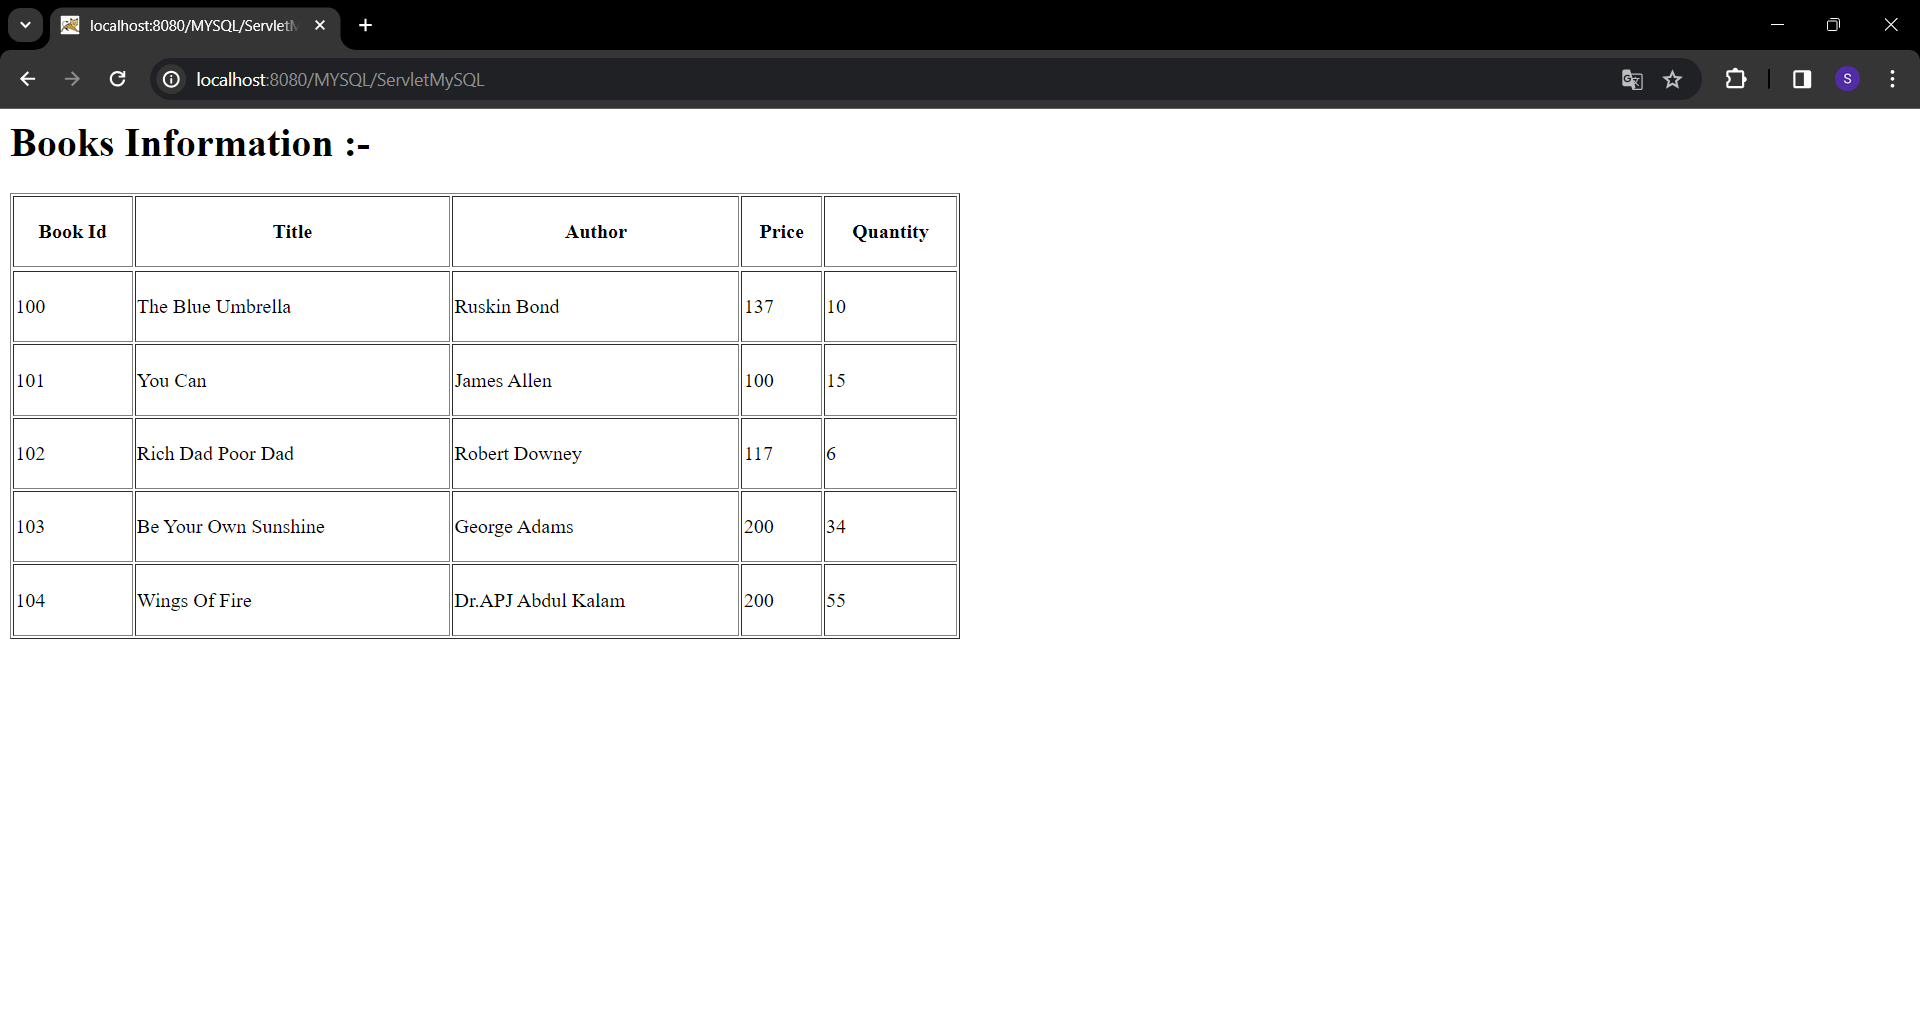 localhost:8080/MYSQL/Servlet
localhost:8080/MYSQL/ServletMySQL
S
Books Information :-
Book Id Title Author Price Quantity
100 The Blue Umbrella Ruskin Bond 137 10
101 You Can James Allen 100 15
102 Rich Dad Poor Dad Robert Downey 117 6
103 Be Your Own Sunshine George Adams 200 34
104 Wings Of Fire Dr.APJ Abdul Kalam 200 55